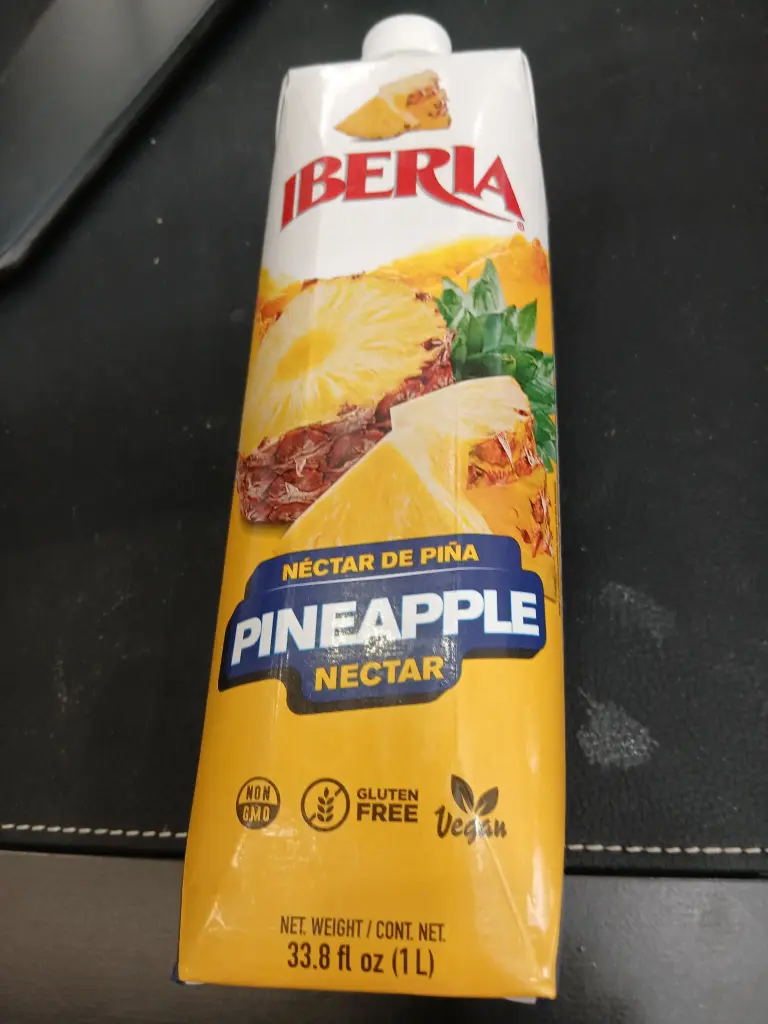 IBERIA®
NÉCTAR DE PIÑA
PINEAPPLE
NECTAR
NON
GMO
GLUTEN
FREE
Vegan
NET. WEIGHT / CONT. NET.
33.8 fl oz (1 L)